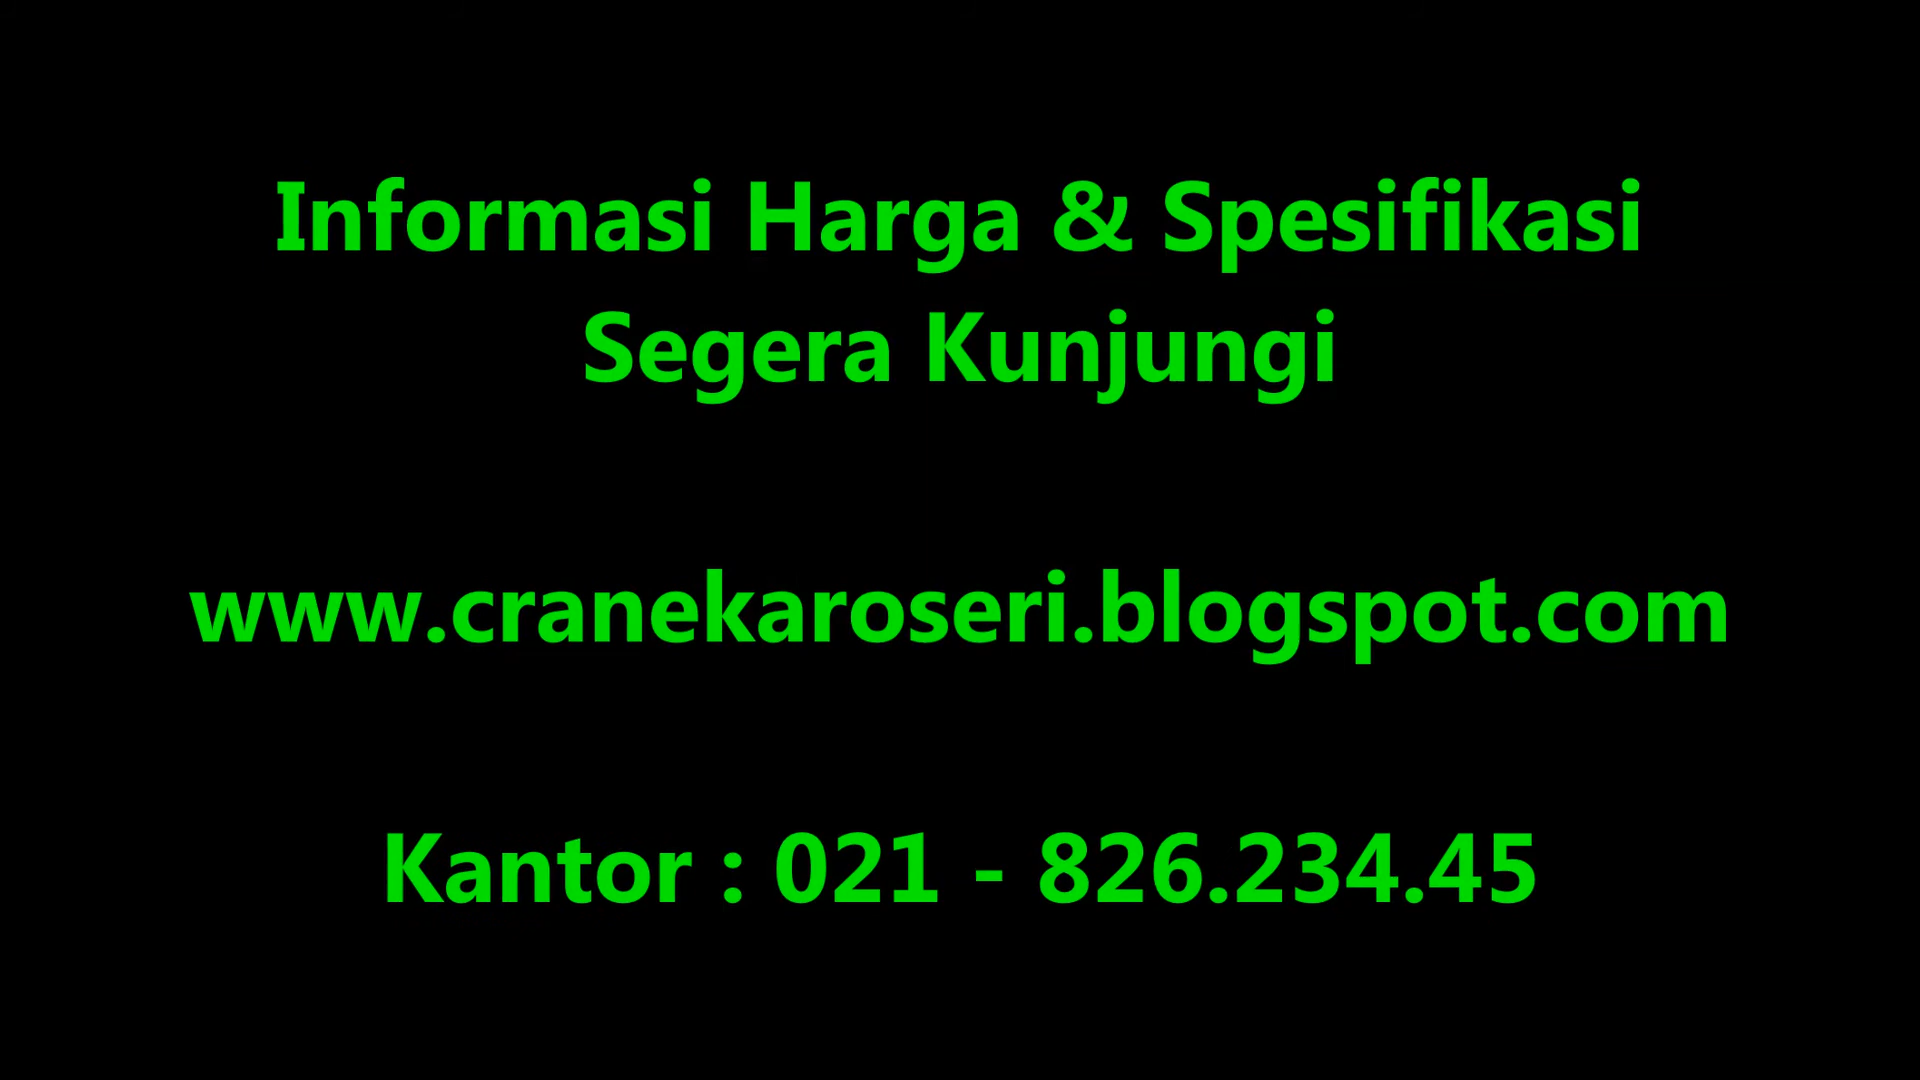 Informasi Harga & Spesifikasi
Segera Kunjungi
www.cranekaroseri.blogspot.com
Kantor : 021 - 826.234.45